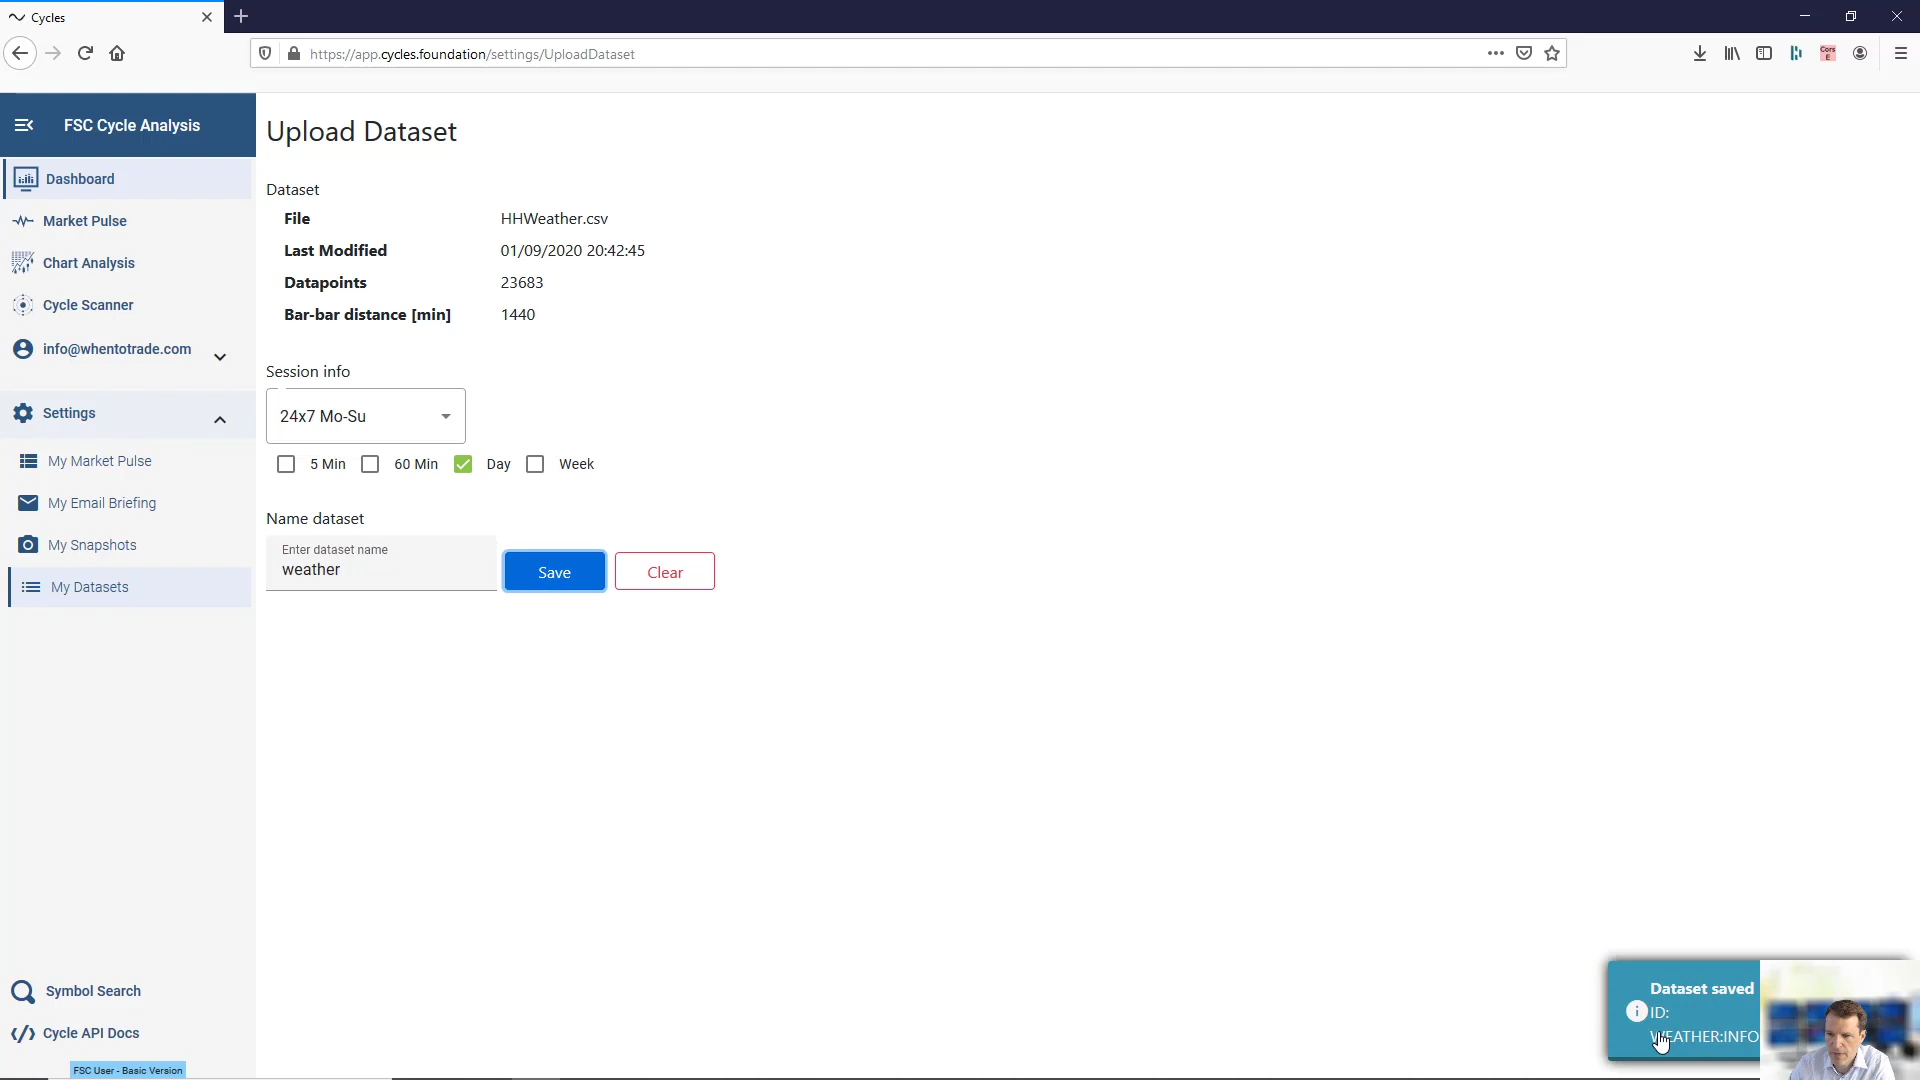 Cycles
https://app.cycles.foundation/settings/UploadDataset
Cors
E
FSC Cycle Analysis
Dashboard
Market Pulse
Chart Analysis
Cycle Scanner
info@whentotrade.com
Settings
My Market Pulse
My Email Briefing
My Snapshots
My Datasets
Symbol Search
Cycle API Docs
FSC User - Basic Version
Upload Dataset
Dataset
File HHWeather.csv
Last Modified 01/09/2020 20:42:45
Datapoints 23683
Bar-bar distance [min] 1440
Session info
24x7 Mo-Su
5 Min 60 Min Day Week
Name dataset
Enter dataset name
weather
Save Clear
Dataset saved
ID:
WEATHER:INFO